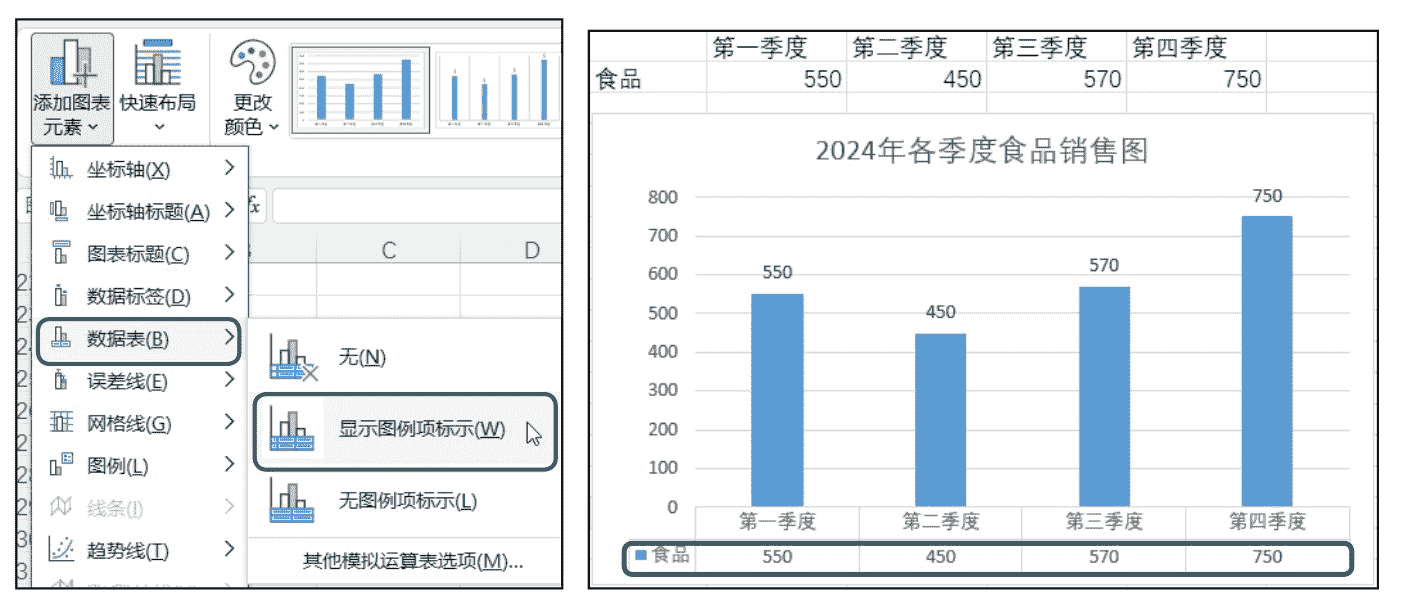 添加图表
元素
快速布局
更改
颜色
坐标轴(X)
坐标轴标题(A)
图表标题(C)
数据标签(D)
数据表(B)
误差线(E)
网格线(G)
图例(L)
线条(I)
趋势线(T)
fx
C
D
无(N)
显示图例项标示(W)
无图例项标示(L)
其他模拟运算表选项(M)...
第一季度 第二季度 第三季度 第四季度
食品 550 450 570 750
2024年各季度食品销售图
800
700
600
500
400
300
200
100
0
550
450
570
750
第一季度 第二季度 第三季度 第四季度
食品 550 450 570 750